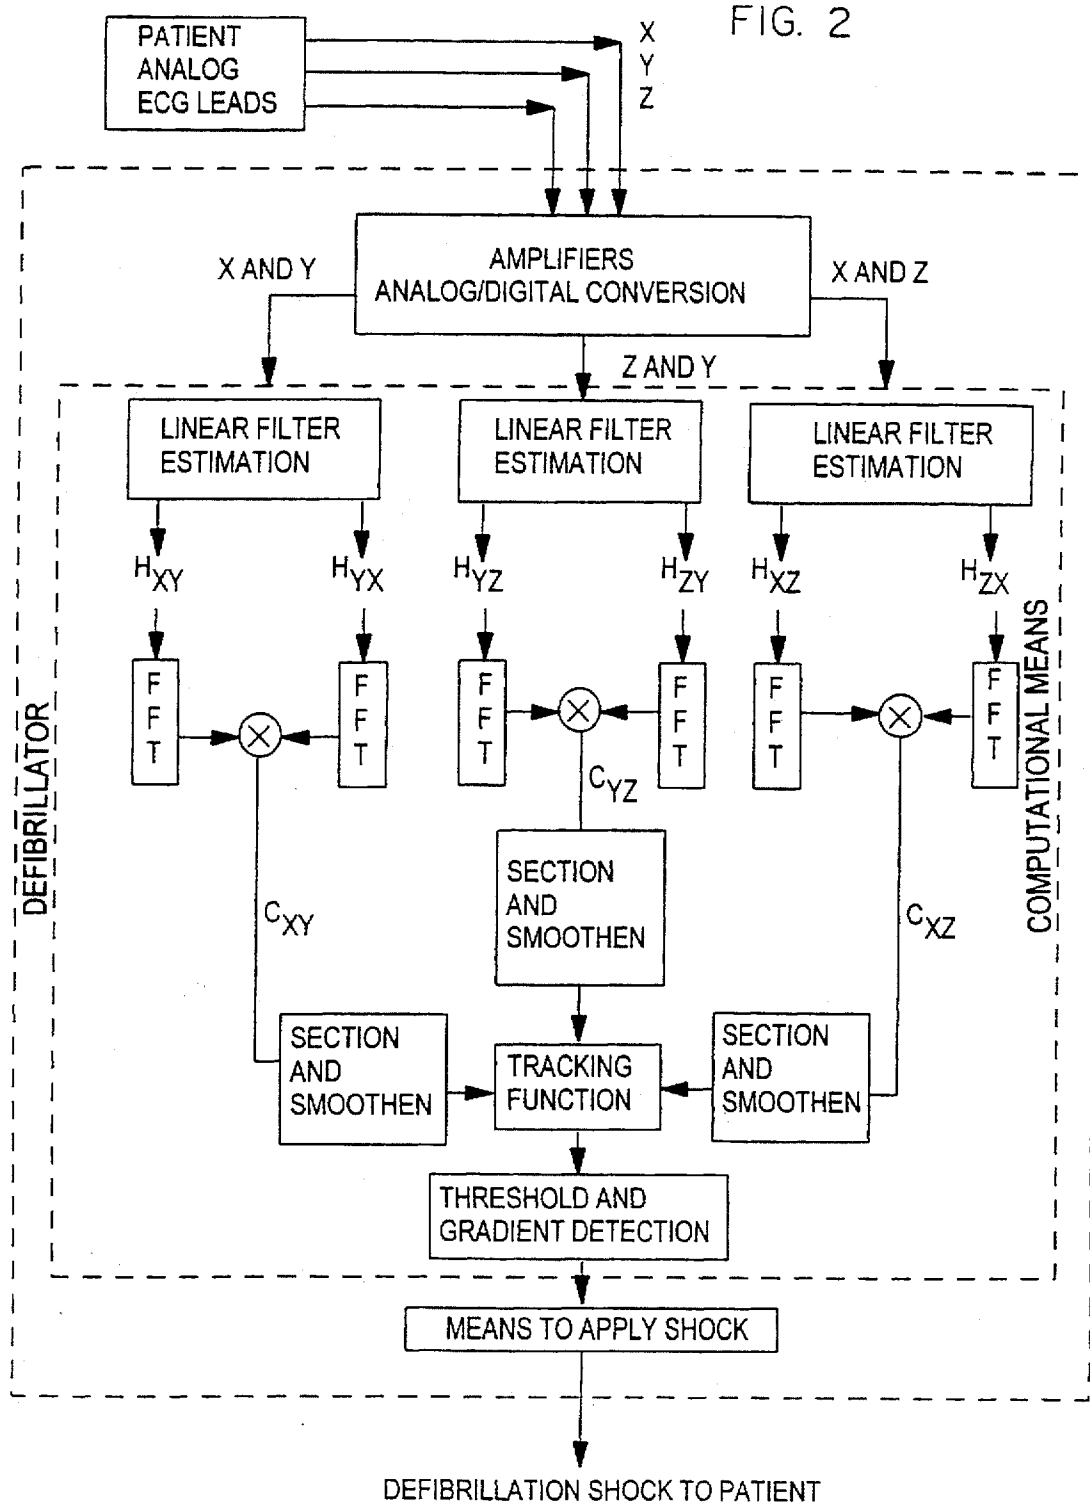 FIG. 2
PATIENT
ANALOG
ECG LEADS
X
Y
Z
AMPLIFIERS
ANALOG/DIGITAL CONVERSION
X AND Y
X AND Z
Z AND Y
LINEAR FILTER
ESTIMATION
LINEAR FILTER
ESTIMATION
LINEAR FILTER
ESTIMATION
HXY
HYX
HYZ
HZY
HXZ
HZX
FFT
FFT
FFT
FFT
FFT
FFT
DEFIBRILLATOR
COMPUTATIONAL MEANS
CYZ
CXY
CXZ
SECTION
AND
SMOOTHEN
SECTION
AND
SMOOTHEN
TRACKING
FUNCTION
SECTION
AND
SMOOTHEN
THRESHOLD AND
GRADIENT DETECTION
MEANS TO APPLY SHOCK
DEFIBRILLATION SHOCK TO PATIENT